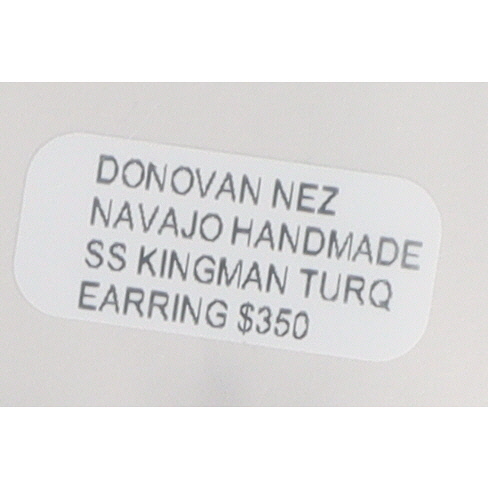 DONOVAN NEZ
NAVAJO HANDMADE
SS KINGMAN TURQ
EARRING $350